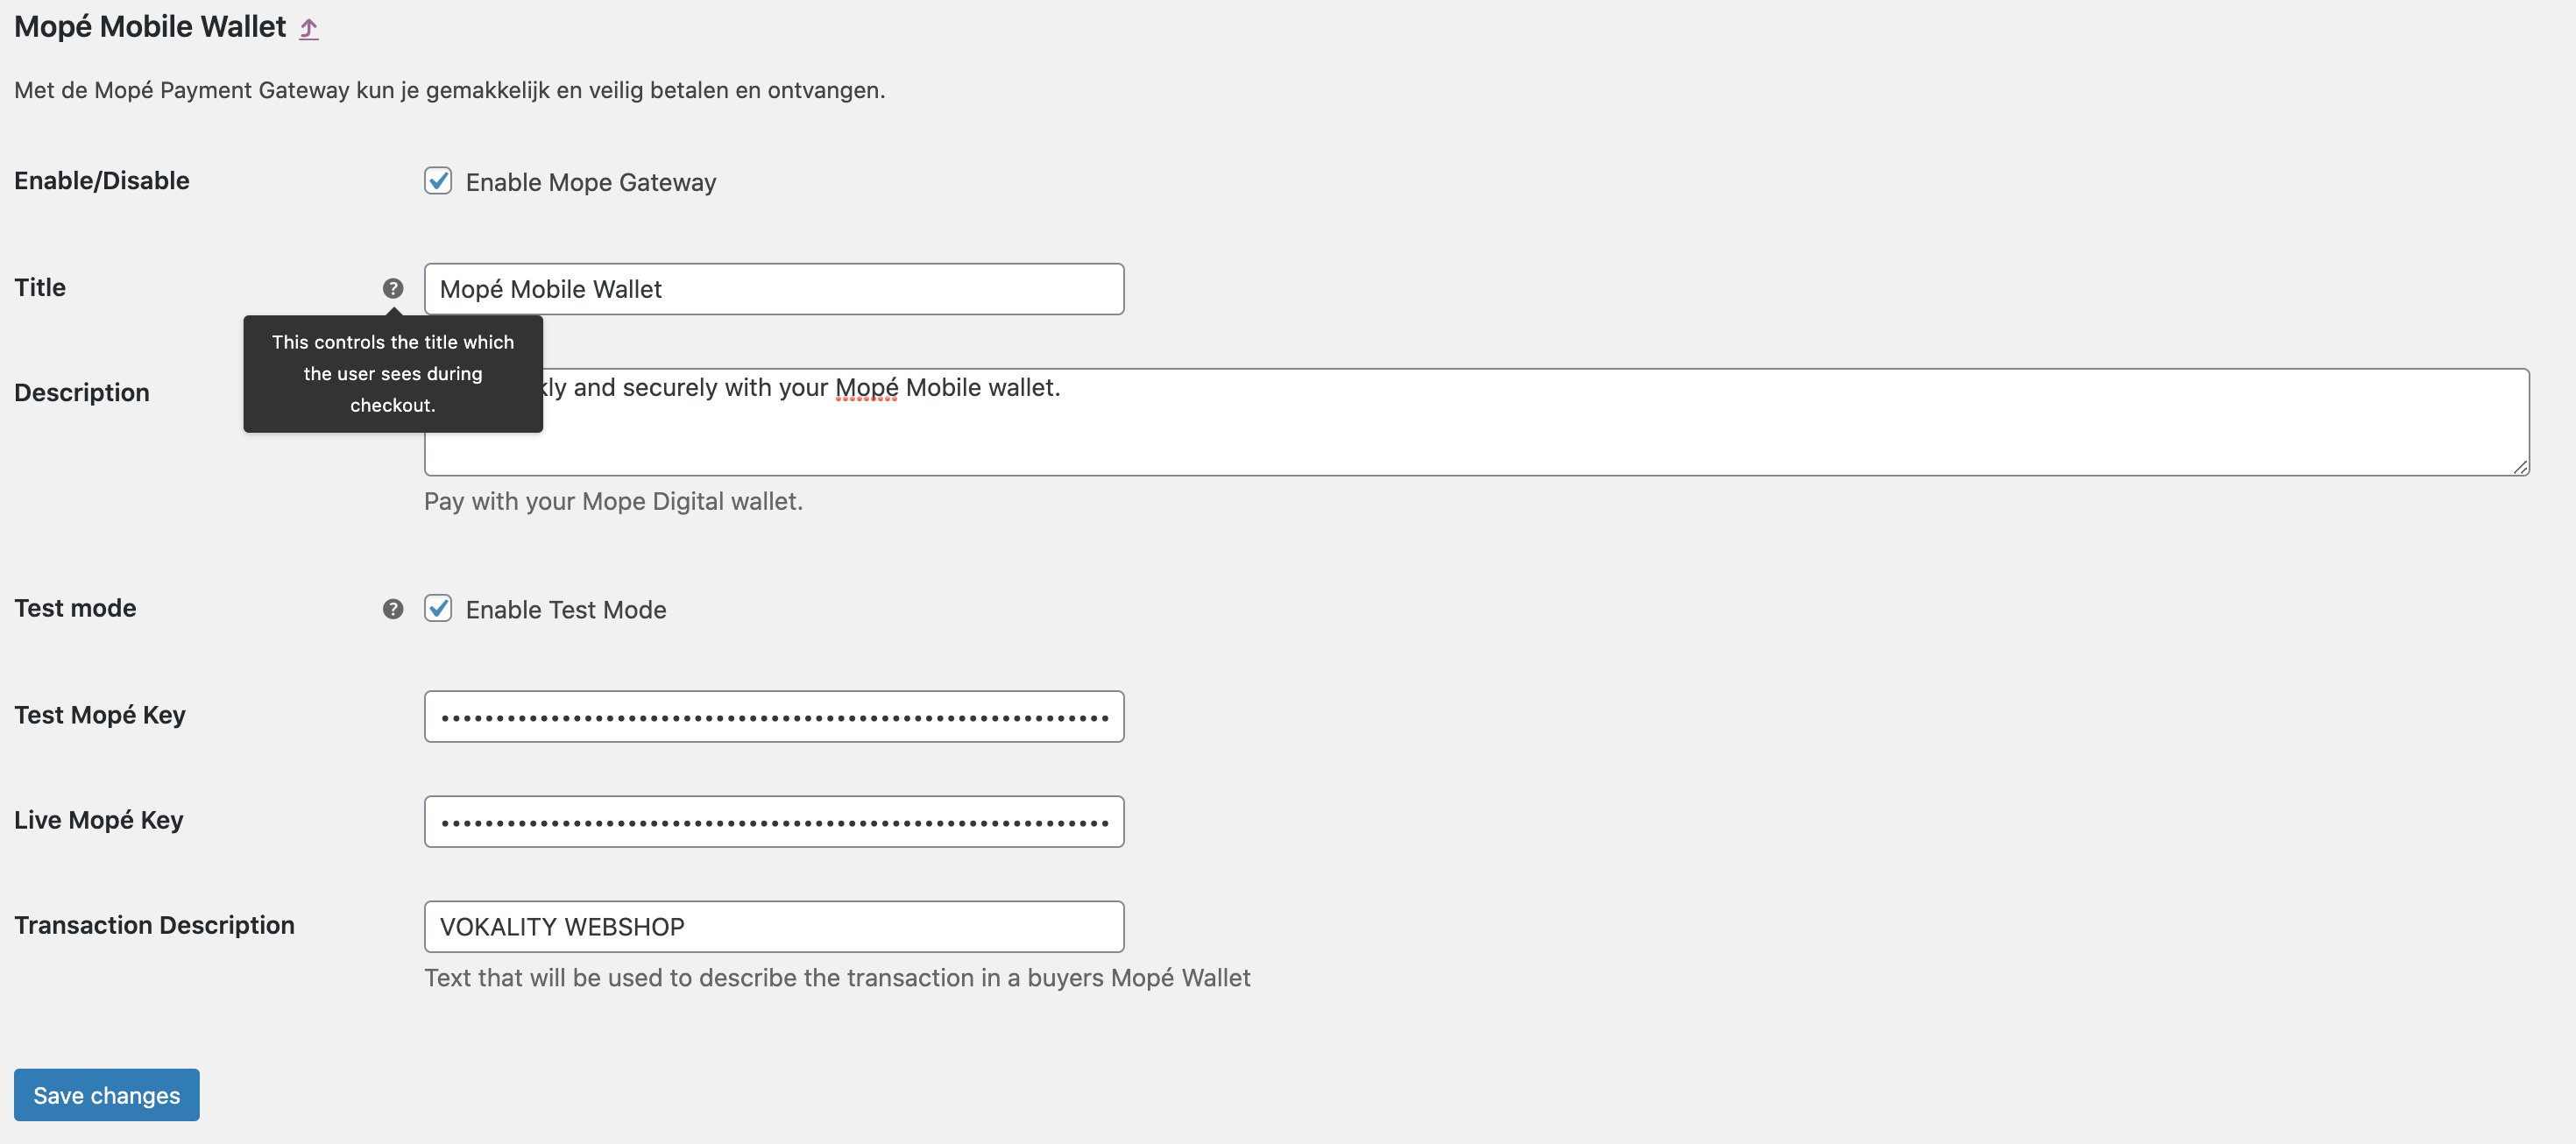 Mopé Mobile Wallet
Met de Mopé Payment Gateway kun je gemakkelijk en veilig betalen en ontvangen.
Enable/Disable
Enable Mope Gateway
Title
Mopé Mobile Wallet
This controls the title which
the user sees during
checkout.
Description
and securely with your Mopé Mobile wallet.
Pay with your Mope Digital wallet.
Test mode
Enable Test Mode
Test Mopé Key
Live Mopé Key
Transaction Description
VOKALITY WEBSHOP
Text that will be used to describe the transaction in a buyers Mopé Wallet
Save changes